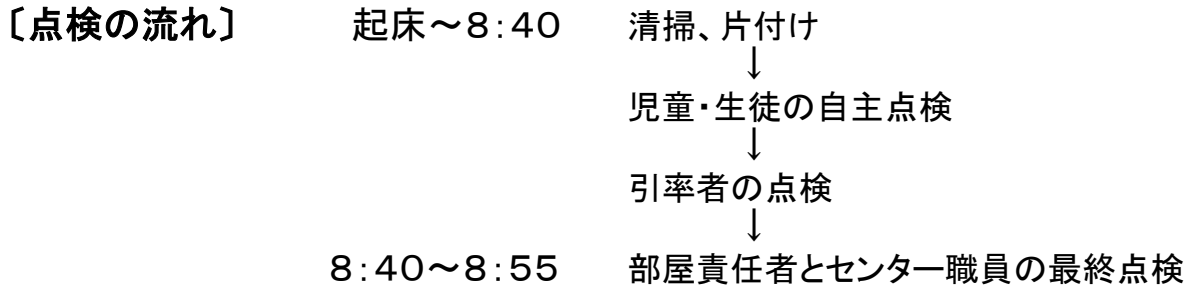 〔点検の流れ〕 起床～８：４０ 清掃、片付け
↓
児童・生徒の自主点検
↓
引率者の点検
↓
８：４０～８：５５ 部屋責任者とセンター職員の最終点検